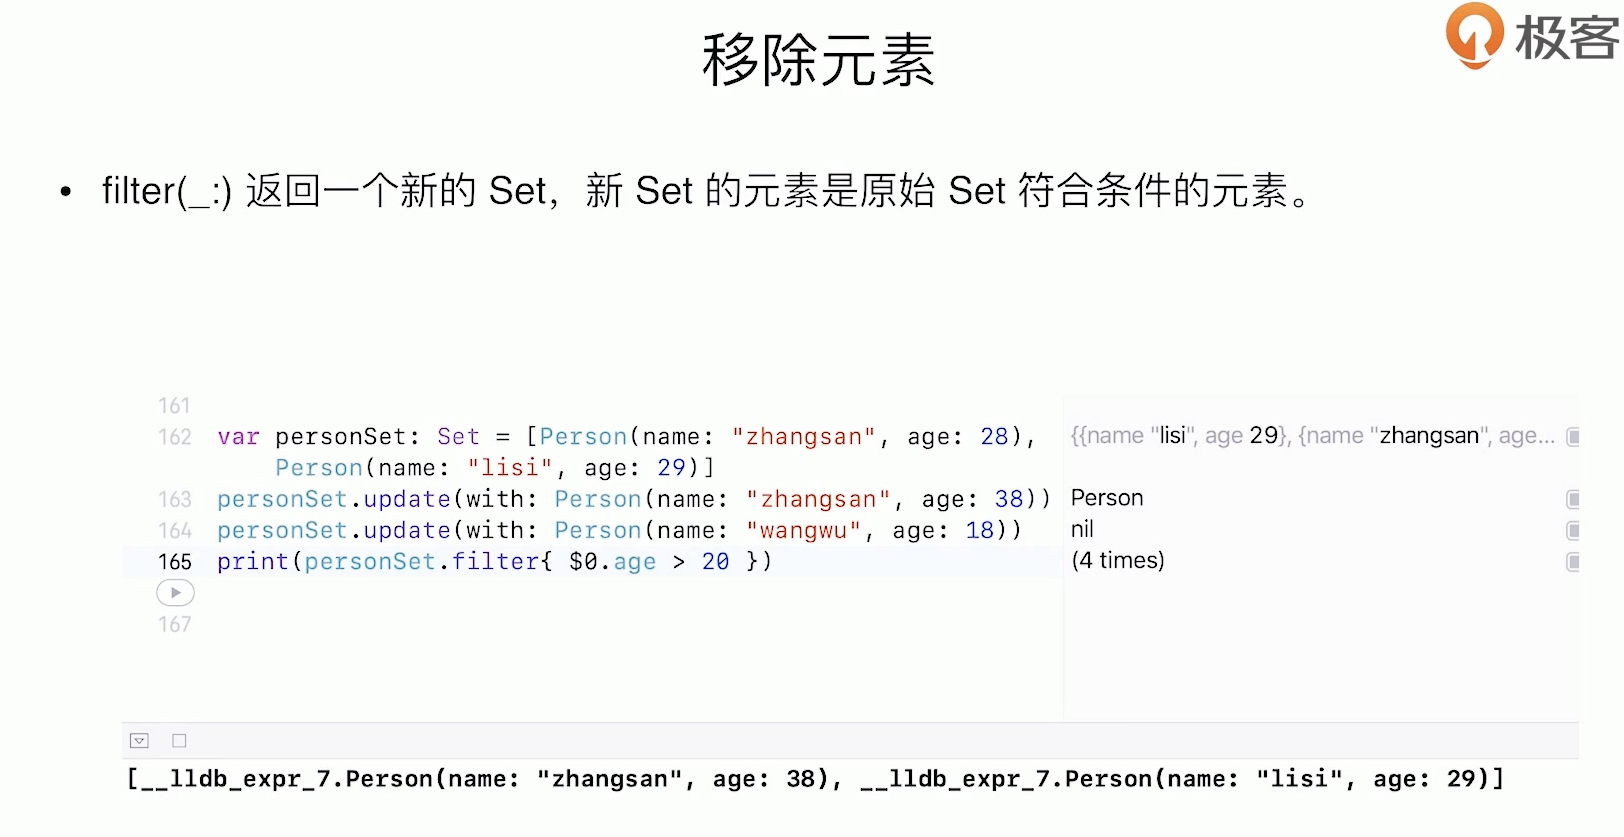 极客
移除元素
• filter(_:) 返回一个新的 Set，新 Set 的元素是原始 Set 符合条件的元素。
161
162 var personSet: Set = [Person(name: "zhangsan", age: 28), {{name "lisi", age 29}, {name "zhangsan", age...
Person(name: "lisi", age: 29)]
163 personSet.update(with: Person(name: "zhangsan", age: 38)) Person
164 personSet.update(with: Person(name: "wangwu", age: 18)) nil
165 print(personSet.filter{ $0.age > 20 }) (4 times)
167
[__lldb_expr_7.Person(name: "zhangsan", age: 38), __lldb_expr_7.Person(name: "lisi", age: 29)]